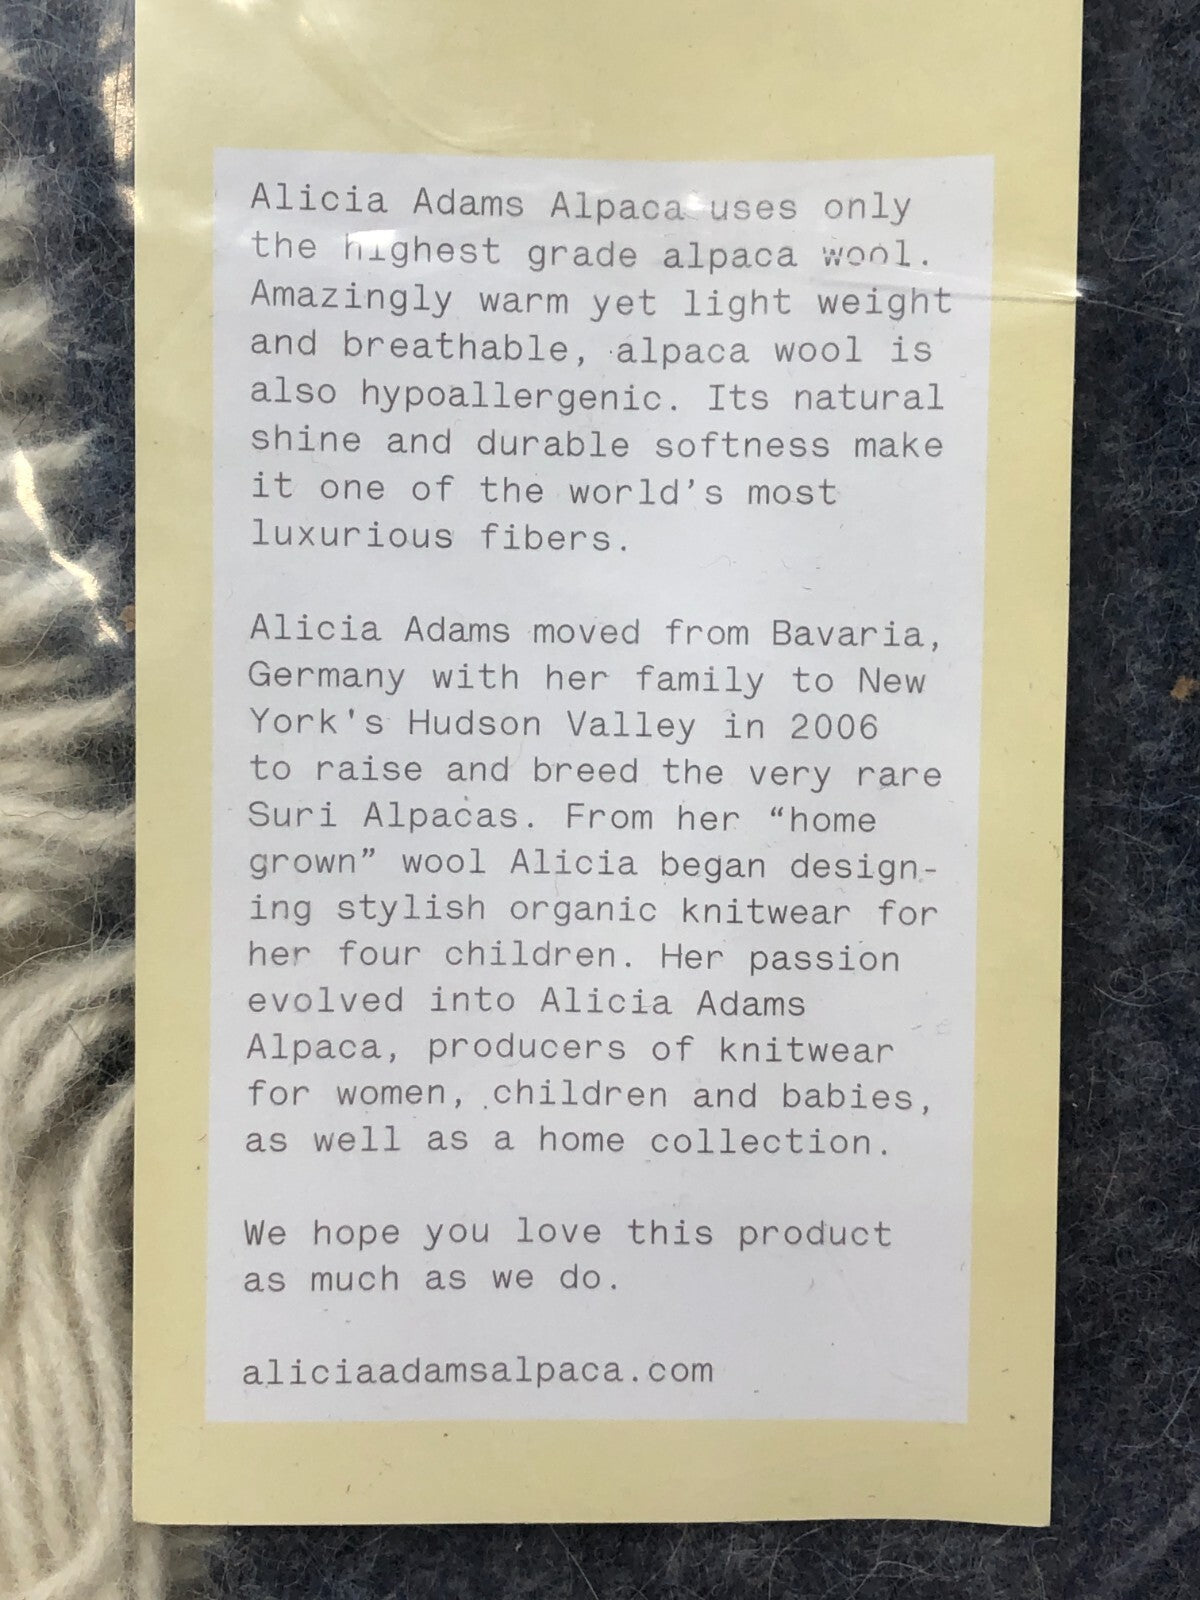 Alicia Adams Alpaca uses only
the highest grade alpaca wool.
Amazingly warm yet light weight
and breathable, alpaca wool is
also hypoallergenic. Its natural
shine and durable softness make
it one of the world’s most
luxurious fibers.
Alicia Adams moved from Bavaria,
Germany with her family to New
York's Hudson Valley in 2006
to raise and breed the very rare
Suri Alpacas. From her “home
grown” wool Alicia began design-
ing stylish organic knitwear for
her four children. Her passion
evolved into Alicia Adams
Alpaca, producers of knitwear
for women, children and babies,
as well as a home collection.
We hope you love this product
as much as we do.
aliciaadamsalpaca.com